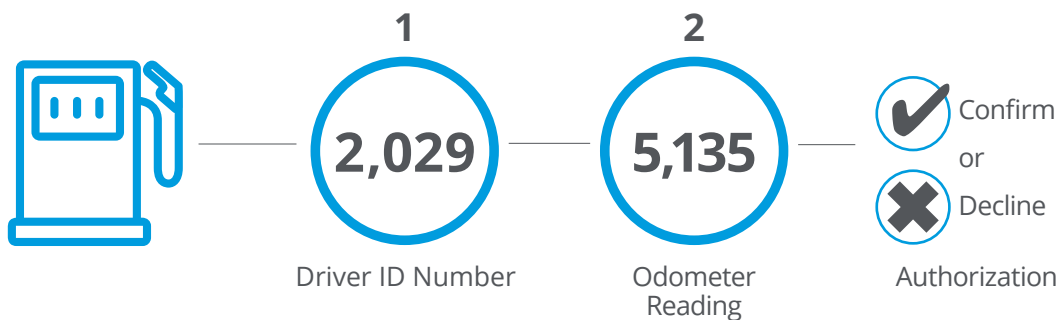 1
2
2,029
5,135
Confirm
or
Decline
Driver ID Number
Odometer
Reading
Authorization